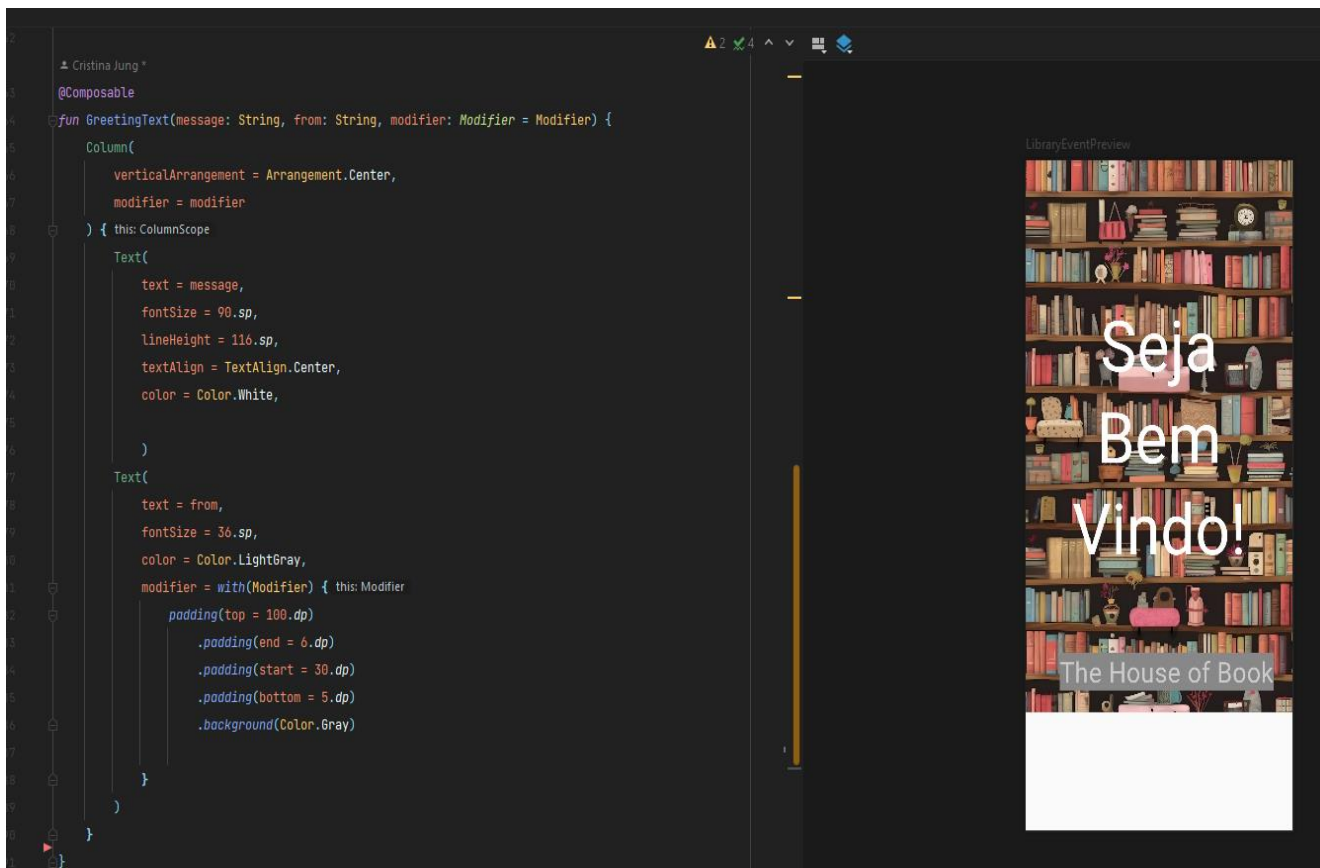 2 4
Cristina Jung *
@Composable
fun GreetingText(message: String, from: String, modifier: Modifier = Modifier) {
Column(
verticalArrangement = Arrangement.Center,
modifier = modifier
) { this: ColumnScope
Text(
text = message,
fontSize = 90.sp,
lineHeight = 116.sp,
textAlign = TextAlign.Center,
color = Color.White,
)
Text(
text = from,
fontSize = 36.sp,
color = Color.LightGray,
modifier = with(Modifier) { this: Modifier
padding(top = 100.dp)
.padding(end = 6.dp)
.padding(start = 30.dp)
.padding(bottom = 5.dp)
.background(Color.Gray)
}
)
}
}
LibraryEventPreview
Seja
Bem
Vindo!
The House of Book